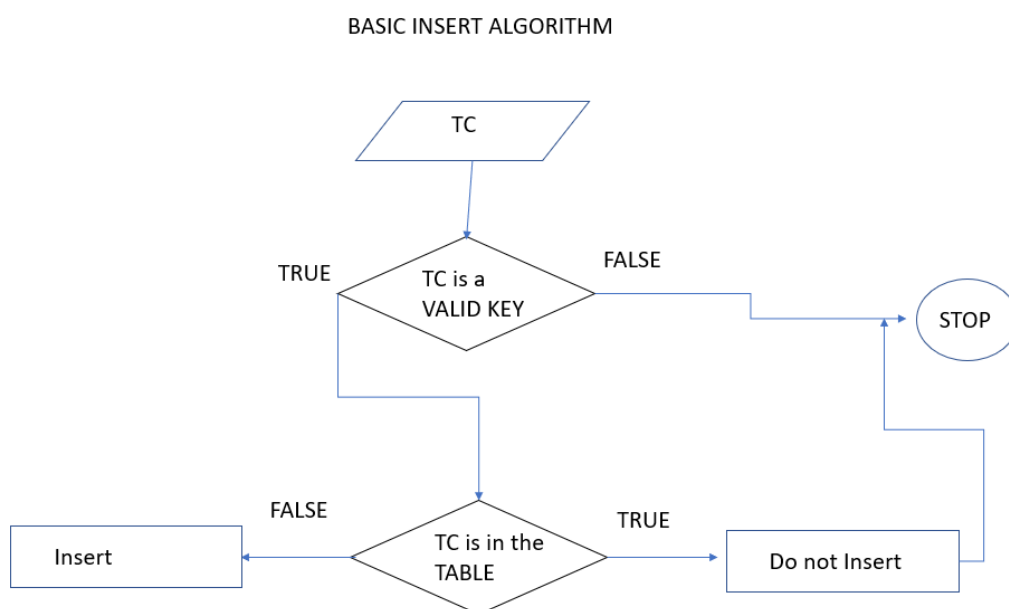 BASIC INSERT ALGORITHM
TC
TRUE
TC is a
VALID KEY
FALSE
STOP
FALSE
TC is in the
TABLE
TRUE
Insert
Do not Insert